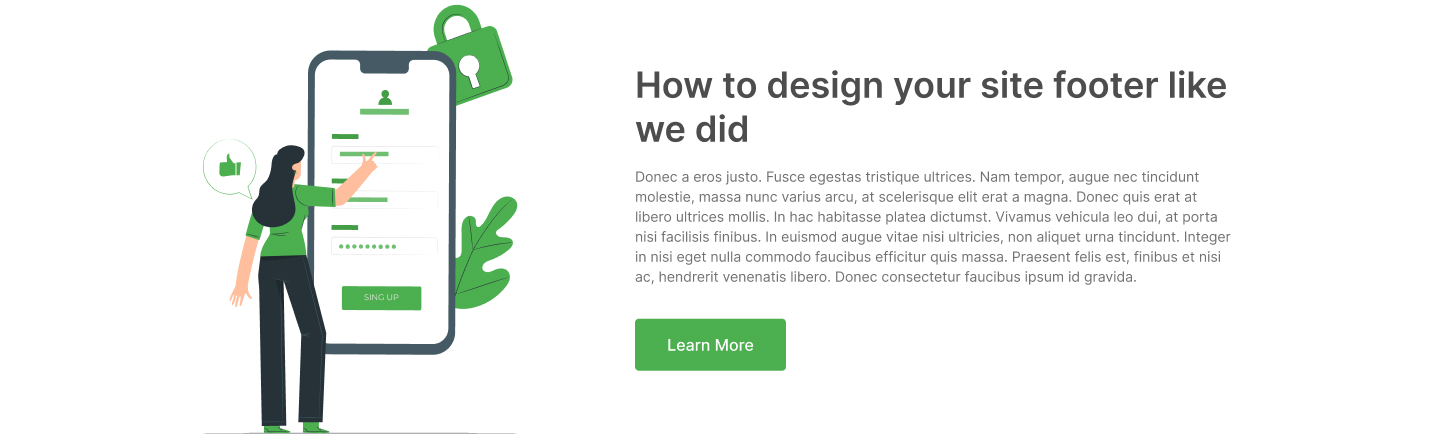 SING UP
How to design your site footer like
we did
Donec a eros justo. Fusce egestas tristique ultrices. Nam tempor, augue nec tincidunt
molestie, massa nunc varius arcu, at scelerisque elit erat a magna. Donec quis erat at
libero ultrices mollis. In hac habitasse platea dictumst. Vivamus vehicula leo dui, at porta
nisi facilisis finibus. In euismod augue vitae nisi ultricies, non aliquet urna tincidunt. Integer
in nisi eget nulla commodo faucibus efficitur quis massa. Praesent felis est, finibus et nisi
ac, hendrerit venenatis libero. Donec consectetur faucibus ipsum id gravida.
Learn More